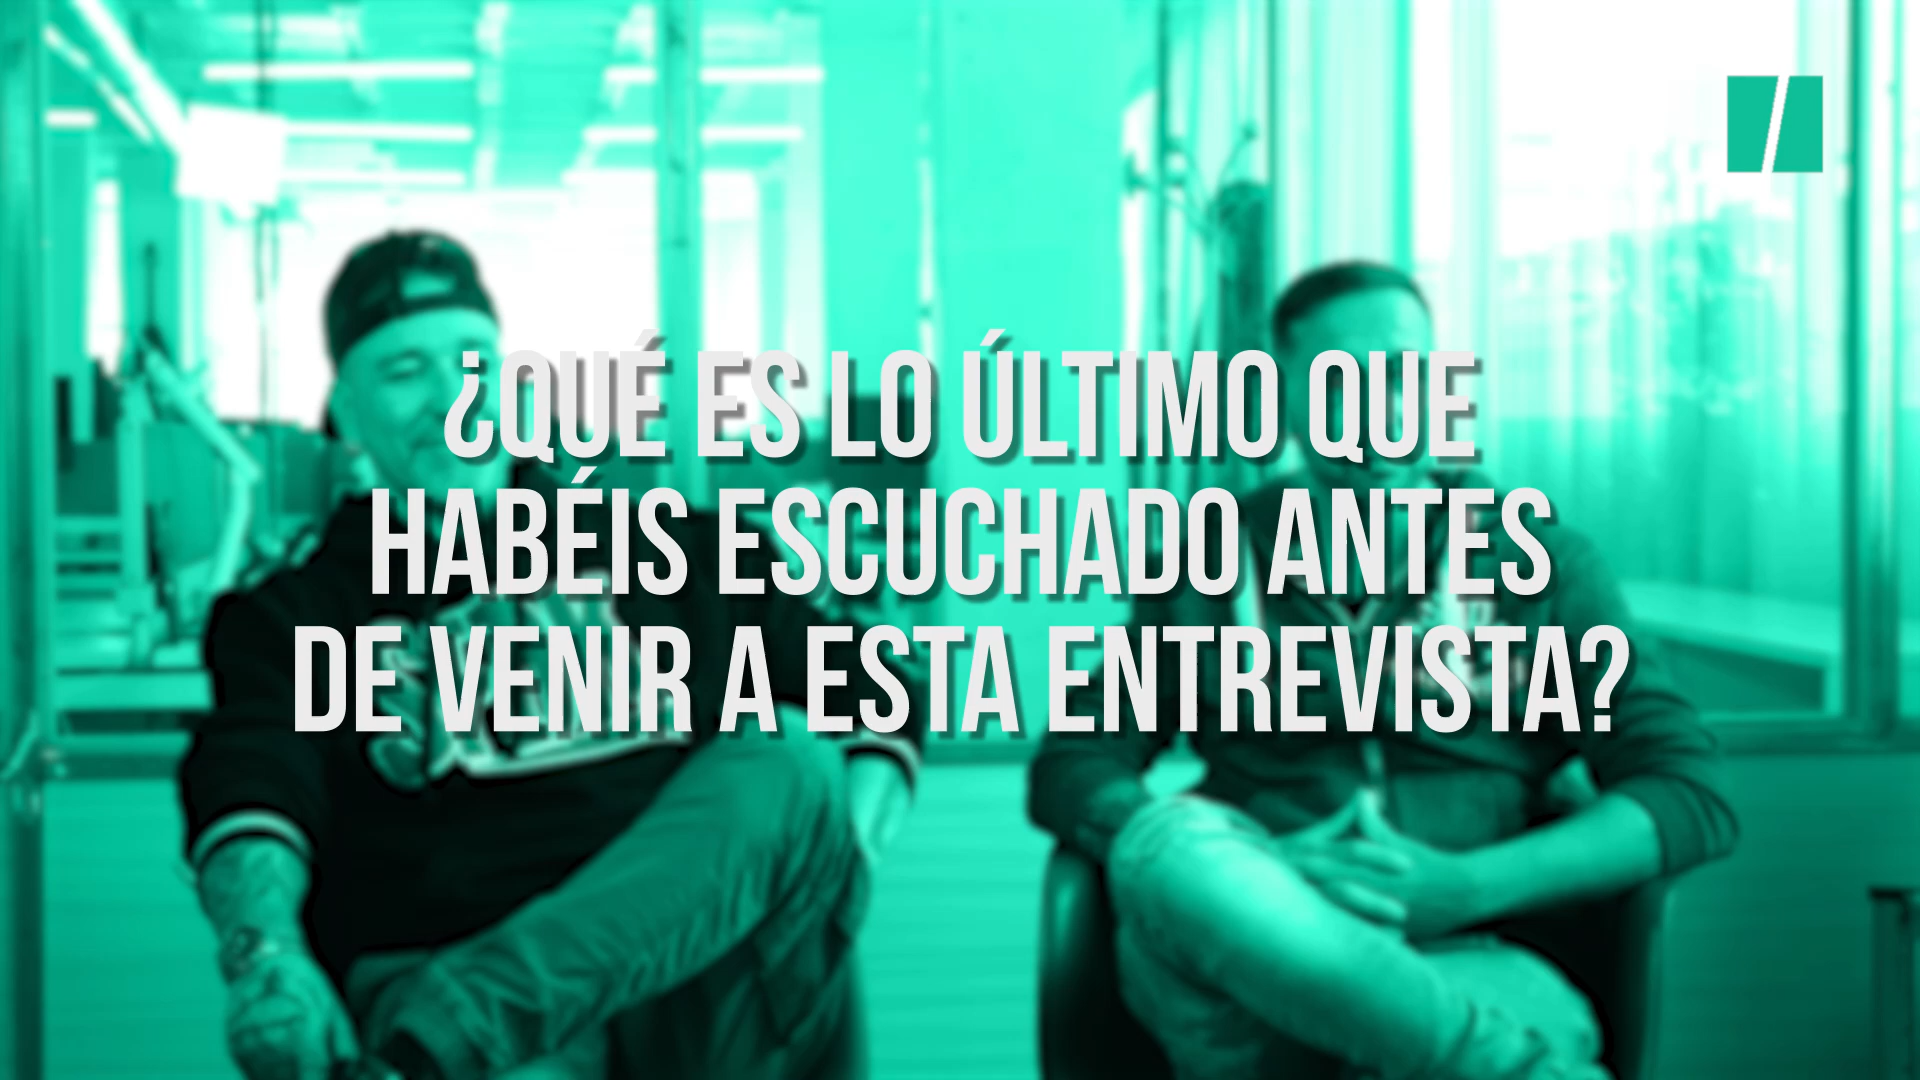 ¿QUÉ ES LO ÚLTIMO QUE
HABÉIS ESCUCHADO ANTES
DE VENIR A ESTA ENTREVISTA?